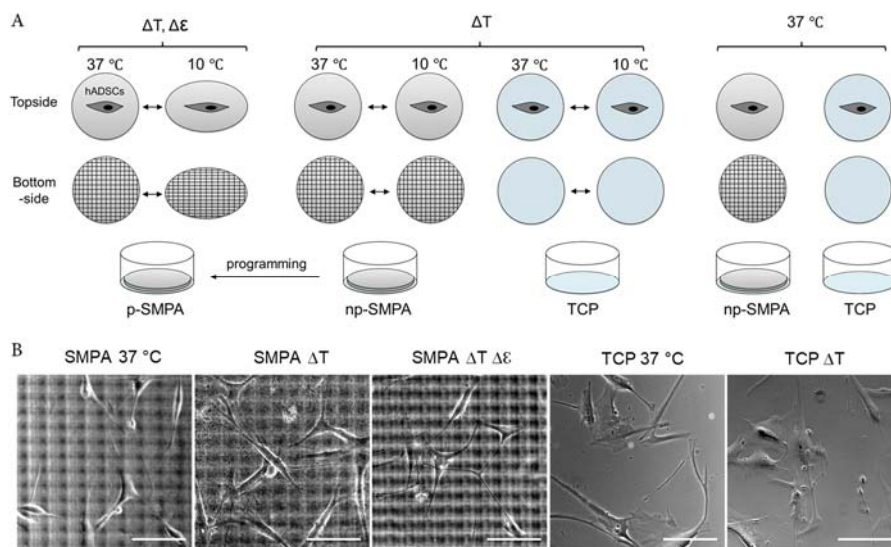 A
ΔT, Δε
ΔT
37 ℃
37 ℃
10 ℃
37 ℃
10 ℃
37 ℃
10 ℃
Topside
hADSCs
Bottom
-side
programming
p-SMPA
np-SMPA
TCP
np-SMPA
TCP
B
SMPA 37 °C
SMPA ΔT
SMPA ΔT Δε
TCP 37 °C
TCP ΔT